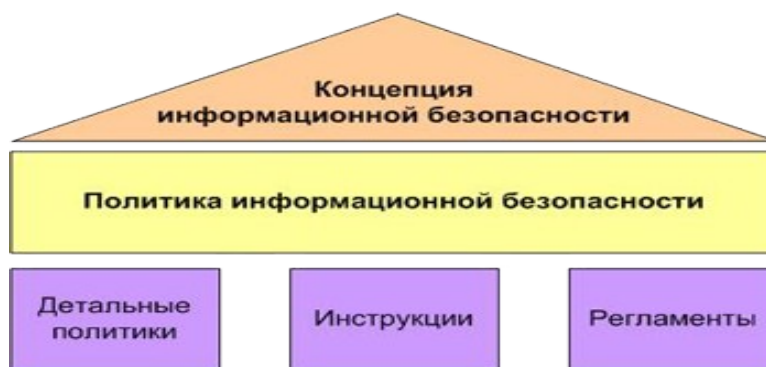 Концепция
информационной безопасности
Политика информационной безопасности
Детальные
политики
Инструкции
Регламенты